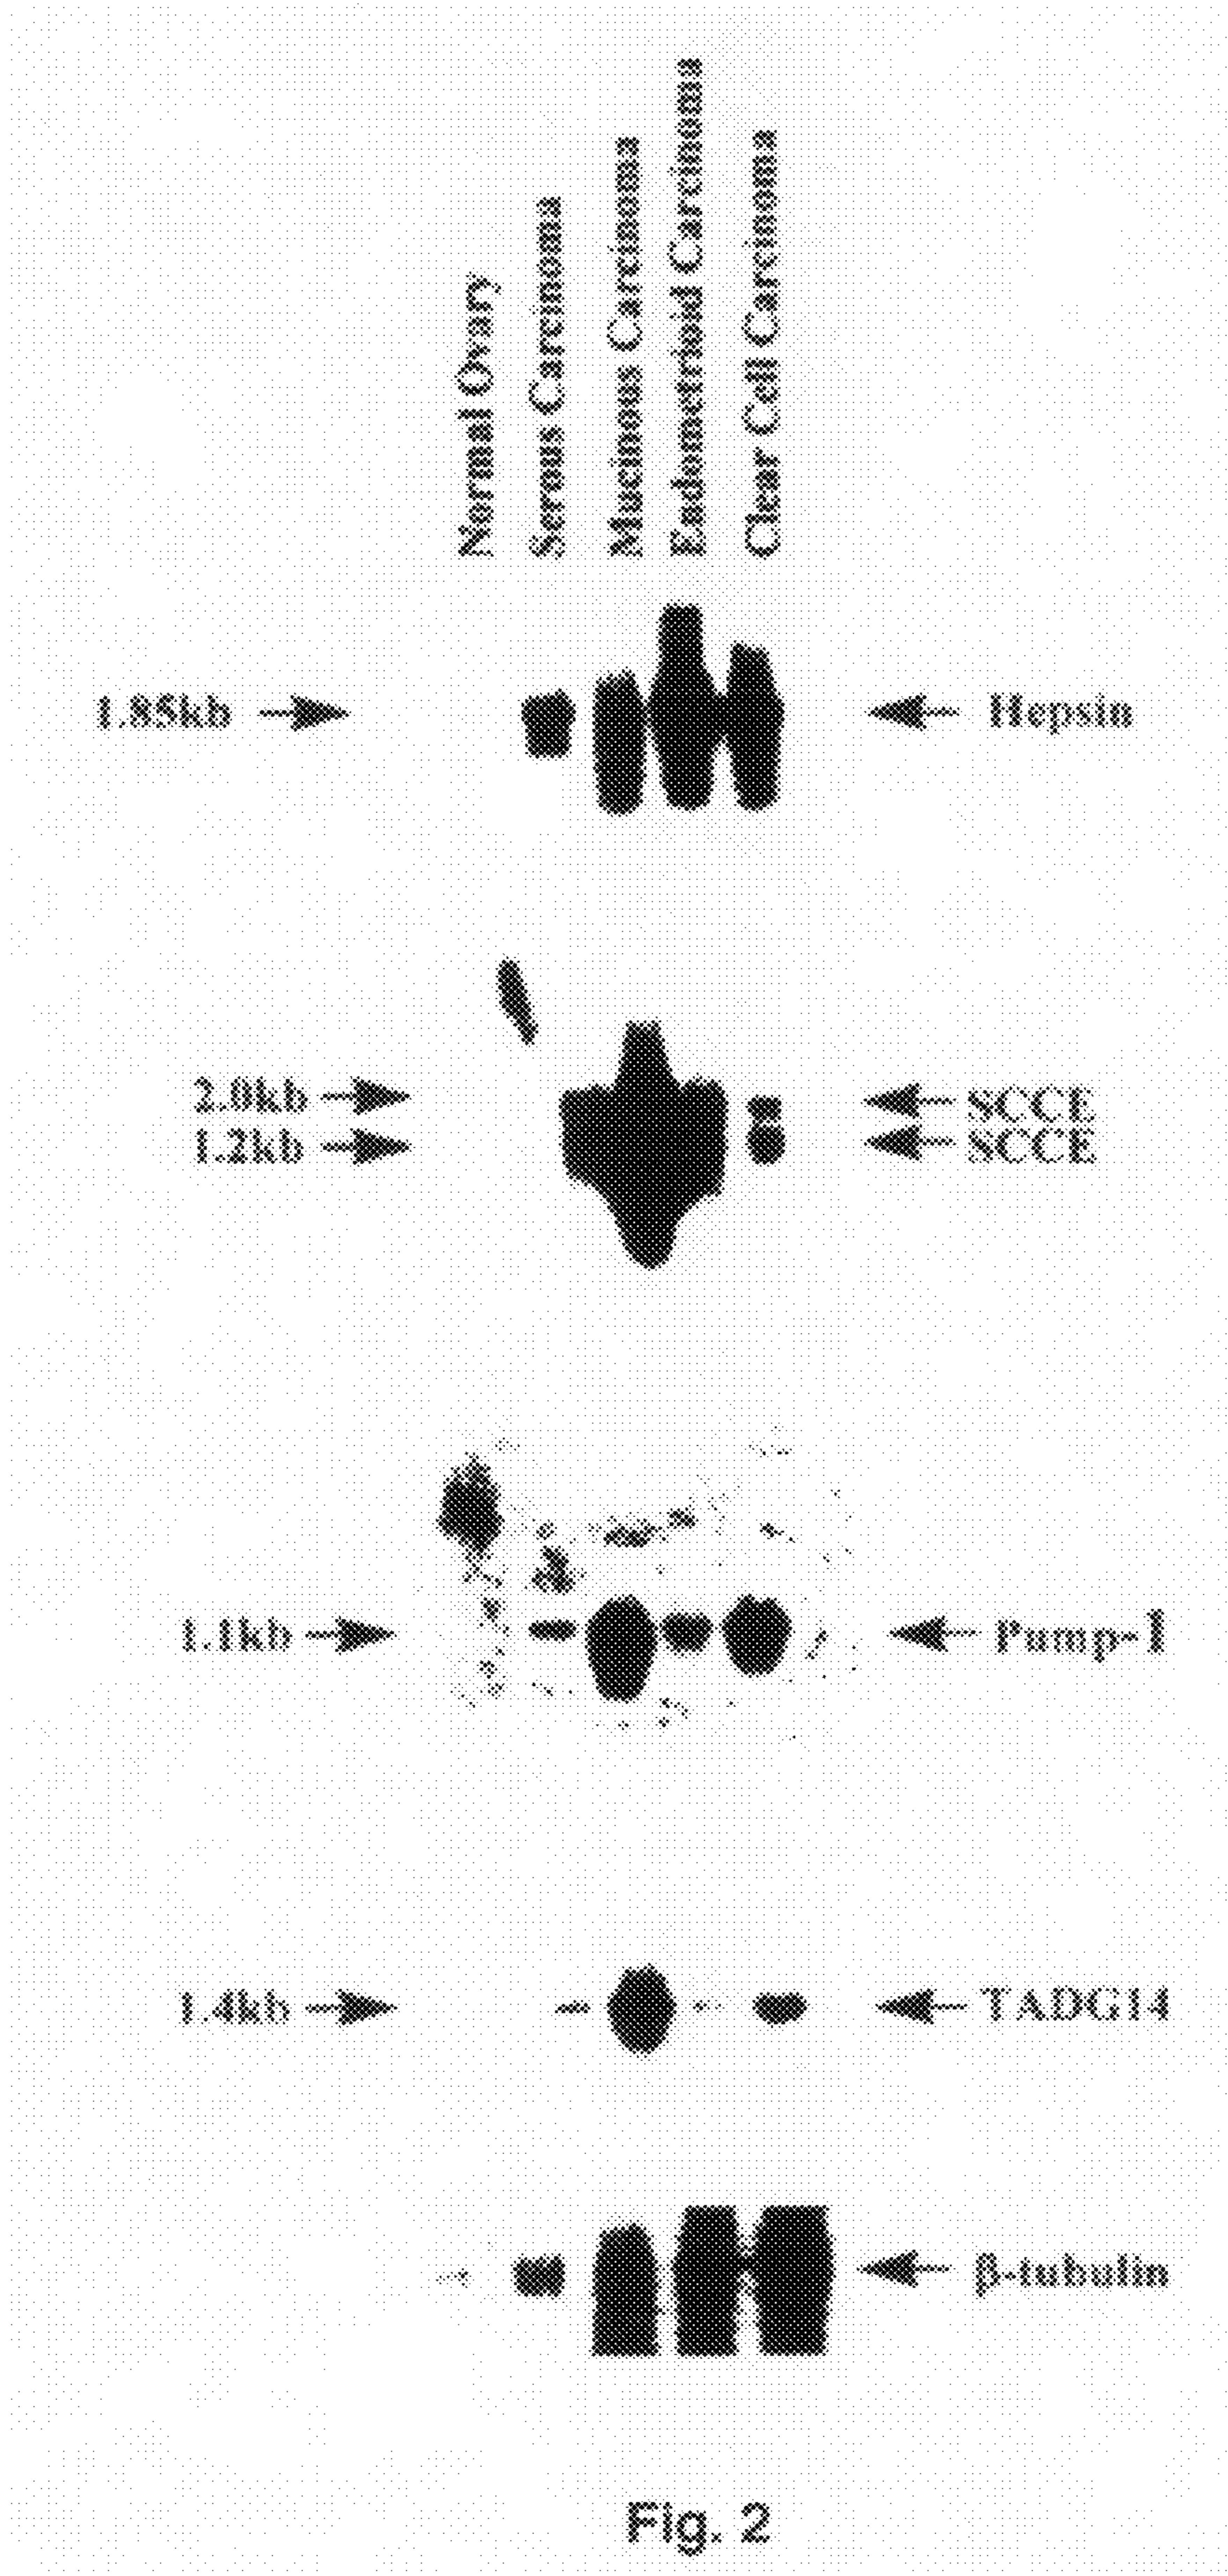 Normal Ovary
Serous Carcinoma
Mucinous Carcinoma
Endometrioid Carcinoma
Clear Cell Carcinoma
1.85kb Hepsin
2.0kb SCCE
1.2kb SCCE
1.1kb Pump-1
1.4kb TADG14
β-tubulin
Fig. 2